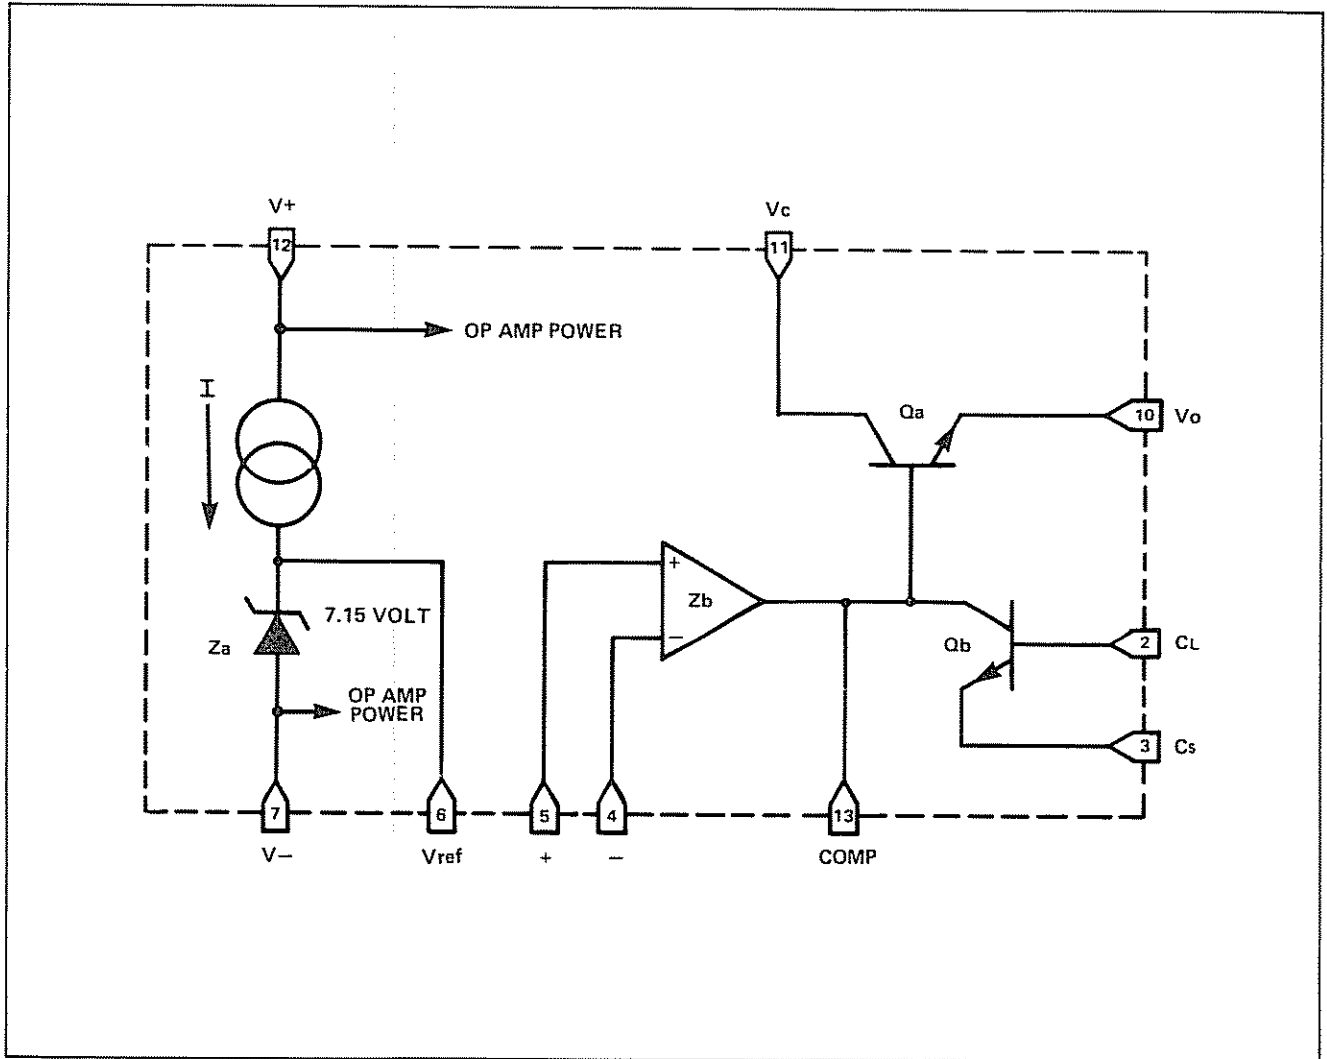 V+
Vc
12
11
OP AMP POWER
I
Qa
10
Vo
+
Zb
7.15 VOLT
Za
−
Qb
2
CL
OP AMP
POWER
3
Cs
7
6
5
4
13
V−
Vref
+
−
COMP